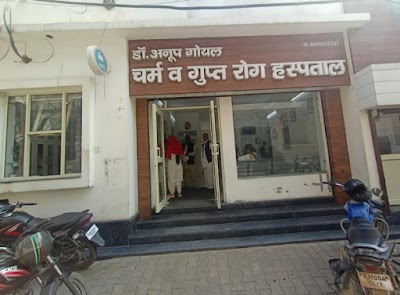 डॉ. अनूप गोयल
चर्म व गुप्त रोग हस्पताल